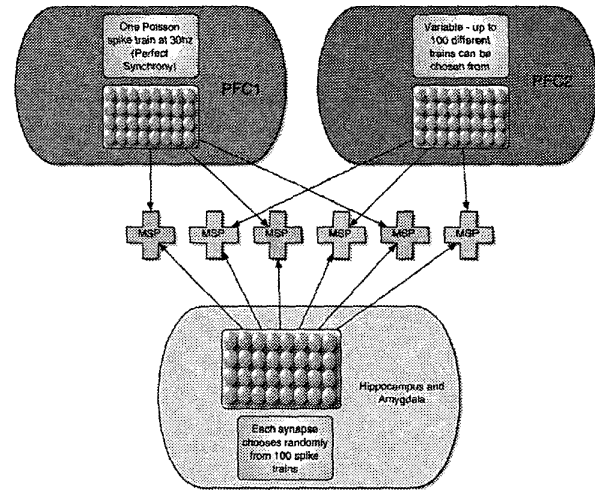 One Poisson
spike train at 30hz
(Perfect
Synchrony)
PFC1
Variable - up to
100 different
trains can be
chosen from
PFC2
MSP
MSP
MSP
MSP
MSP
MSP
Hippocampus and
Amygdala
Each synapse
chooses randomly
from 100 spike
trains